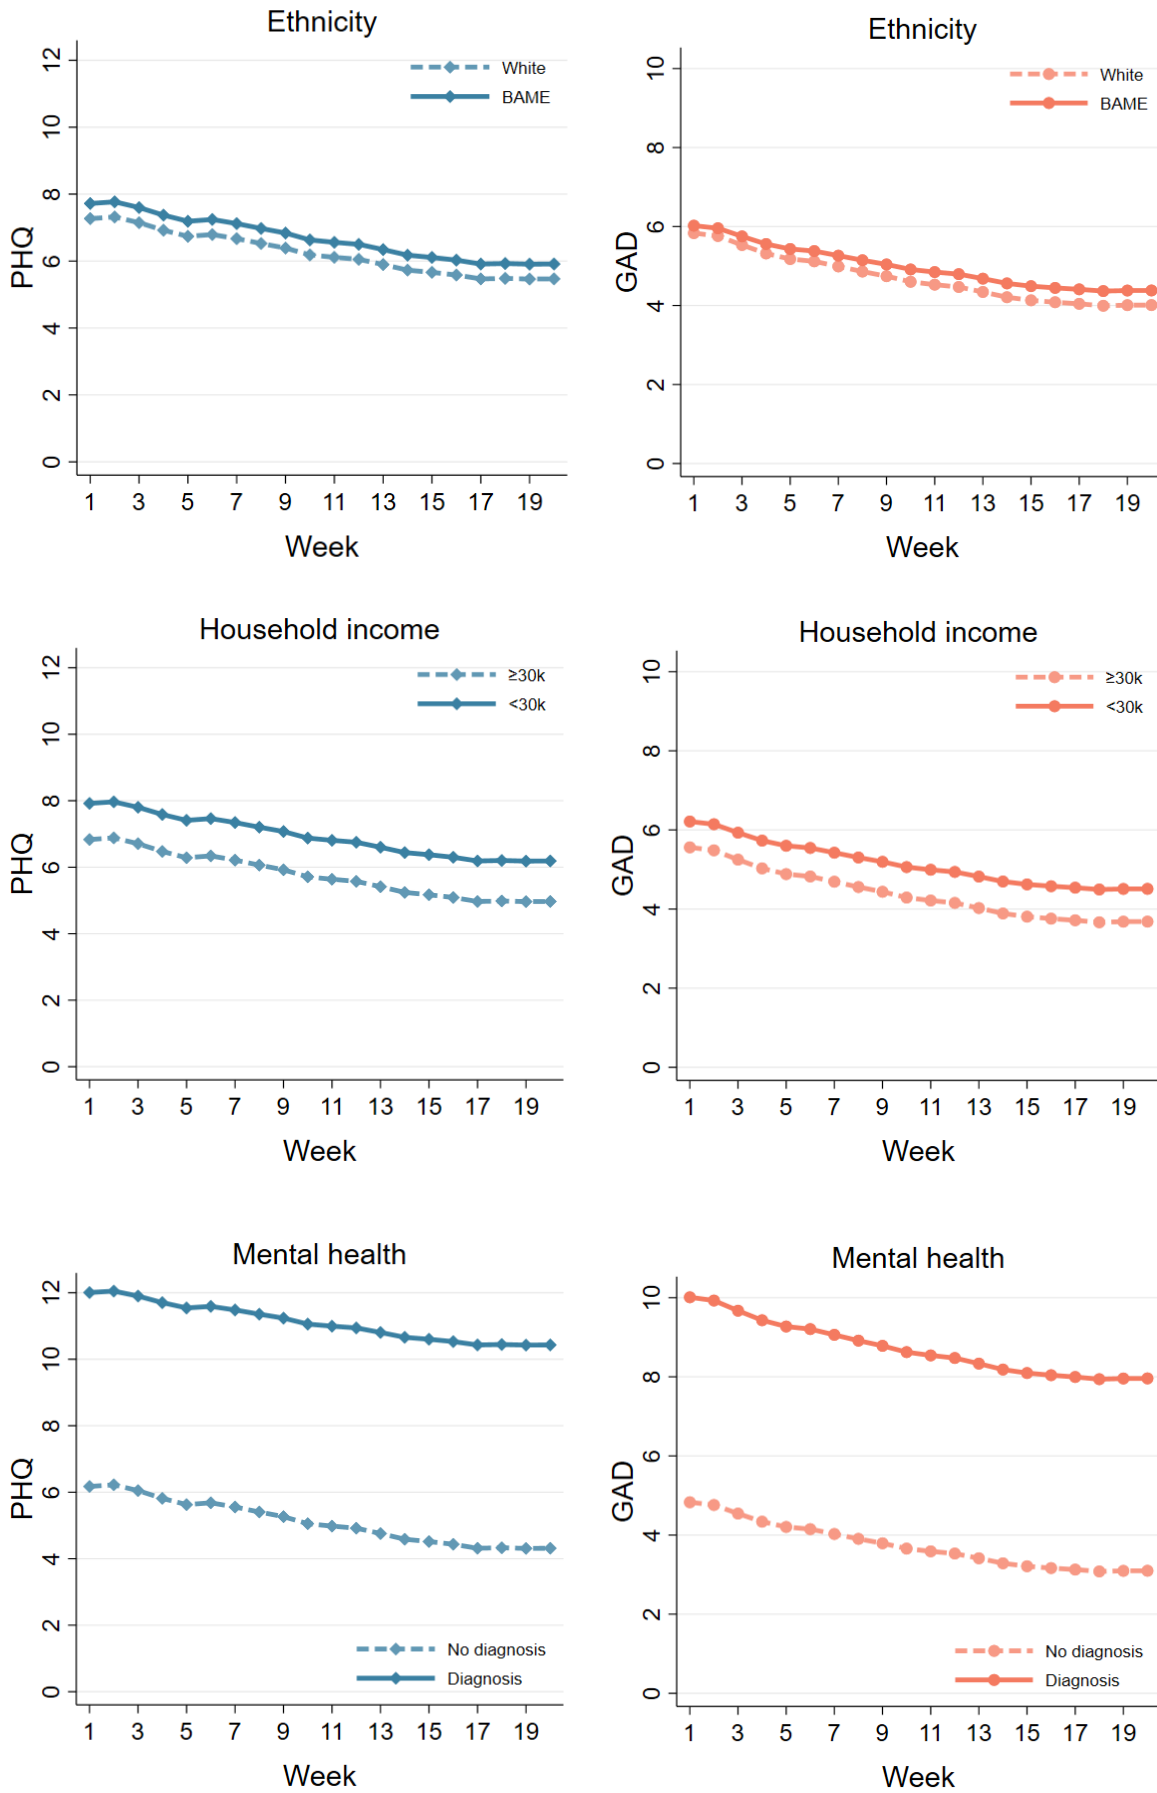 Ethnicity
White
BAME
PHQ
12
10
8
6
4
2
0
1 3 5 7 9 11 13 15 17 19
Week
Ethnicity
White
BAME
GAD
10
8
6
4
2
0
1 3 5 7 9 11 13 15 17 19
Week
Household income
≥30k
<30k
PHQ
12
10
8
6
4
2
0
1 3 5 7 9 11 13 15 17 19
Week
Household income
≥30k
<30k
GAD
10
8
6
4
2
0
1 3 5 7 9 11 13 15 17 19
Week
Mental health
PHQ
12
10
8
6
4
2
0
No diagnosis
Diagnosis
1 3 5 7 9 11 13 15 17 19
Week
Mental health
GAD
10
8
6
4
2
0
No diagnosis
Diagnosis
1 3 5 7 9 11 13 15 17 19
Week